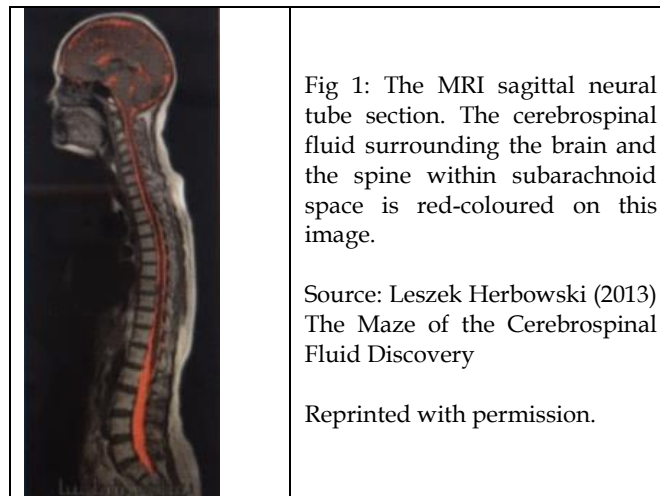 Fig 1: The MRI sagittal neural
tube section. The cerebrospinal
fluid surrounding the brain and
the spine within subarachnoid
space is red-coloured on this
image.
Source: Leszek Herbowski (2013)
The Maze of the Cerebrospinal
Fluid Discovery
Reprinted with permission.